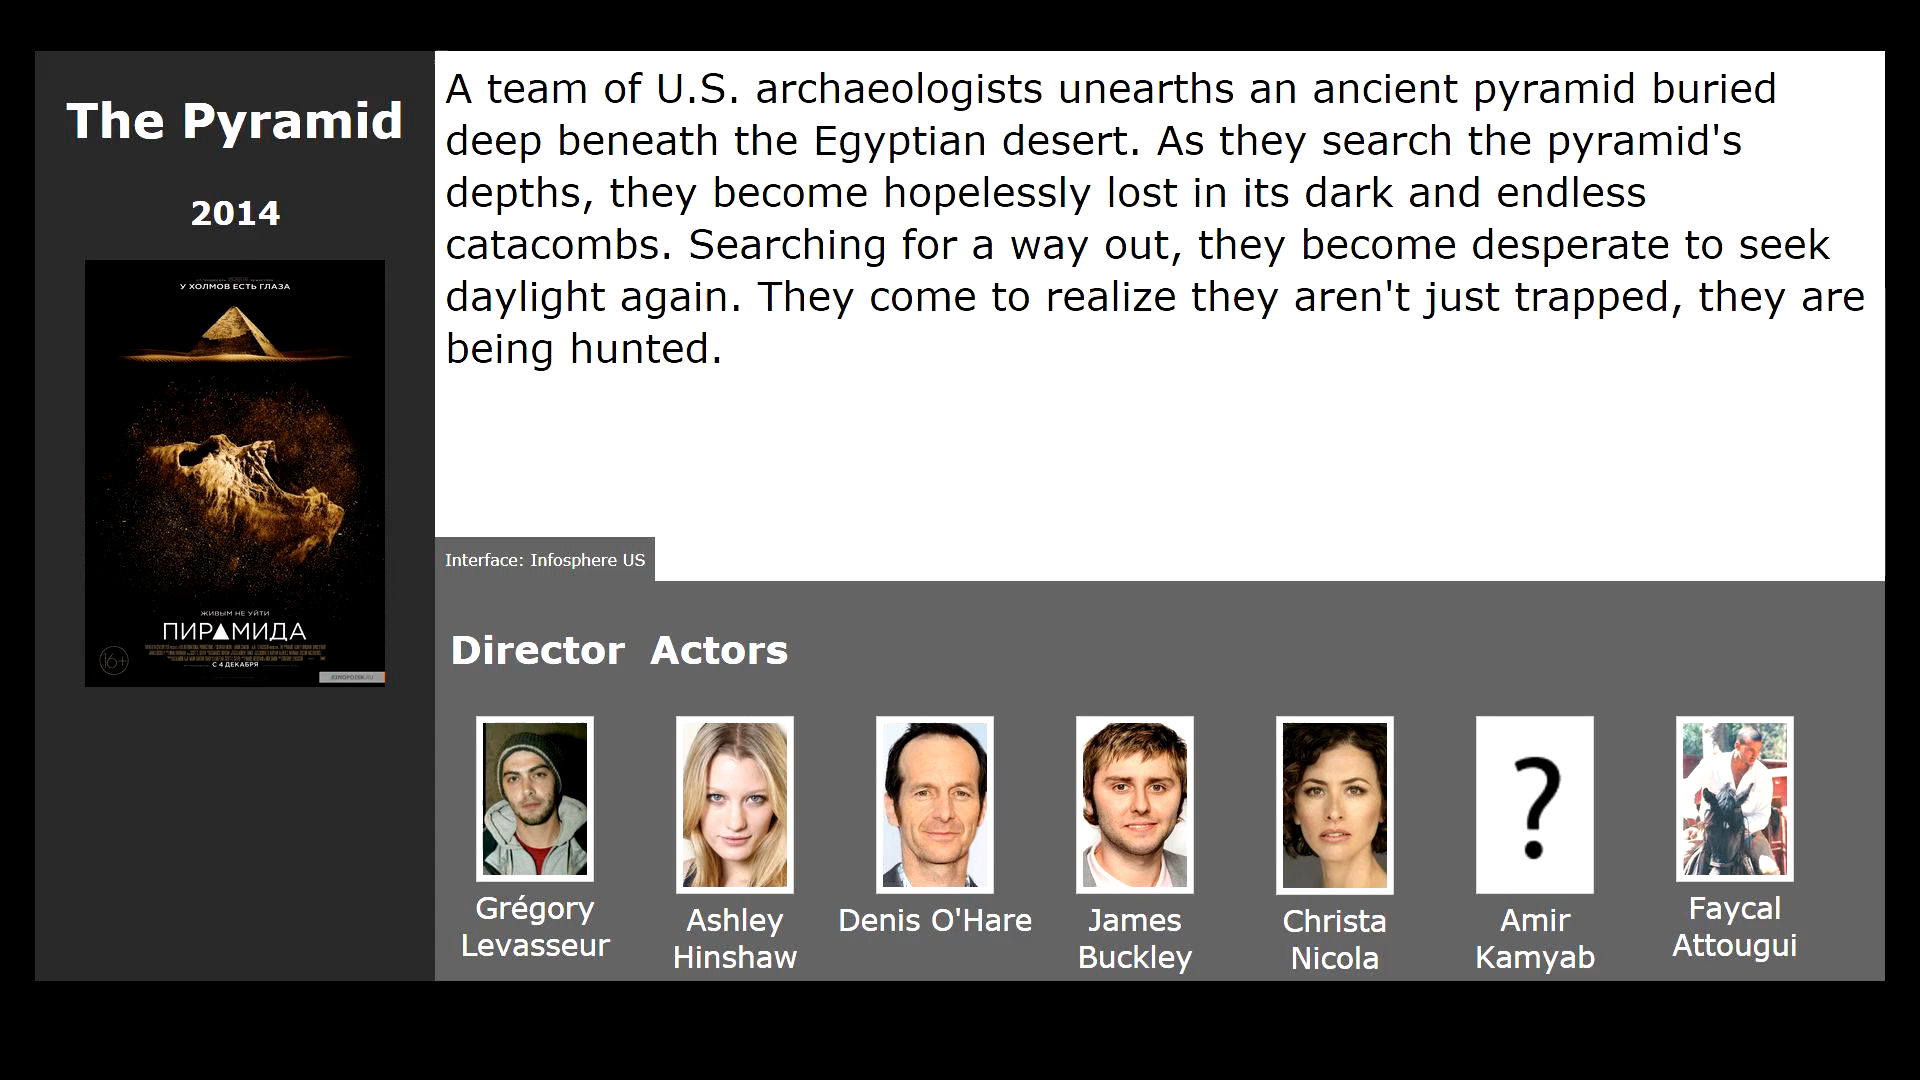 The Pyramid
2014
У ХОЛМОВ ЕСТЬ ГЛАЗА
ЖИВЫМ НЕ УЙТИ
ПИРАМИДА
16+
С 4 ДЕКАБРЯ
KINOPOISK.RU
A team of U.S. archaeologists unearths an ancient pyramid buried
deep beneath the Egyptian desert. As they search the pyramid's
depths, they become hopelessly lost in its dark and endless
catacombs. Searching for a way out, they become desperate to seek
daylight again. They come to realize they aren't just trapped, they are
being hunted.
Interface: Infosphere US
Director Actors
Grégory
Levasseur
Ashley
Hinshaw
Denis O'Hare
James
Buckley
Christa
Nicola
?
Amir
Kamyab
Faycal
Attougui